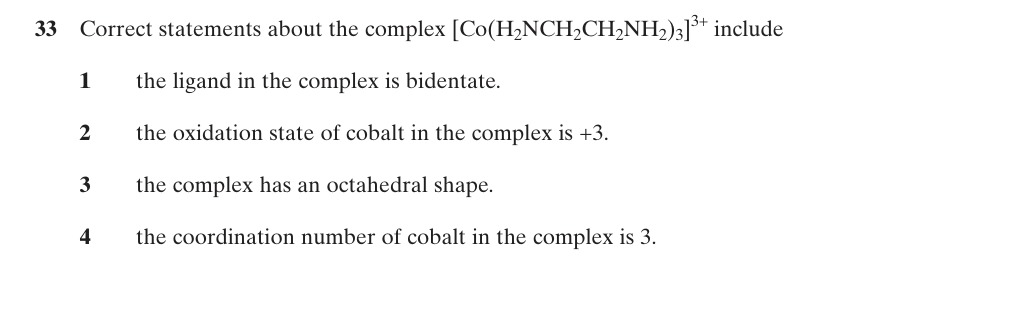 33 Correct statements about the complex [Co(H₂NCH₂CH₂NH₂)₃]³⁺ include
1 the ligand in the complex is bidentate.
2 the oxidation state of cobalt in the complex is +3.
3 the complex has an octahedral shape.
4 the coordination number of cobalt in the complex is 3.